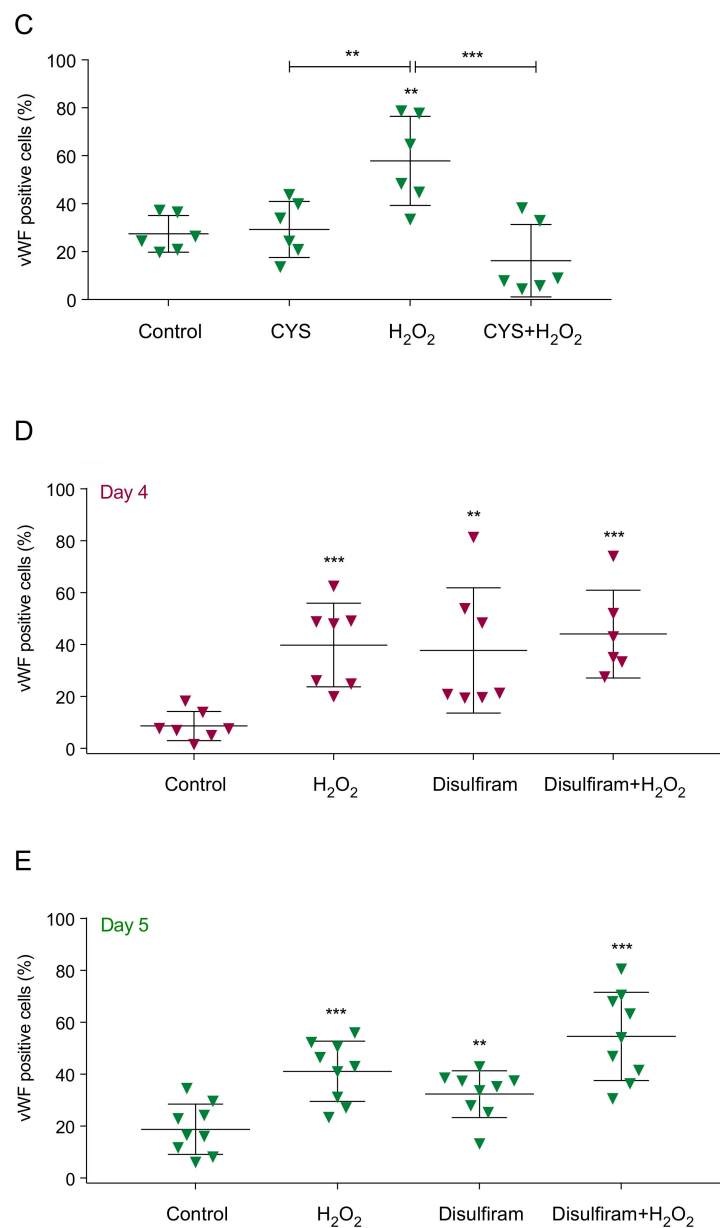 C
** ***
**
100
80
60
40
20
0
vWF positive cells (%)
Control CYS H₂O₂ CYS+H₂O₂
D
Day 4
*** ** ***
100
80
60
40
20
0
vWF positive cells (%)
Control H₂O₂ Disulfiram Disulfiram+H₂O₂
E
Day 5
*** ** ***
100
80
60
40
20
0
vWF positive cells (%)
Control H₂O₂ Disulfiram Disulfiram+H₂O₂